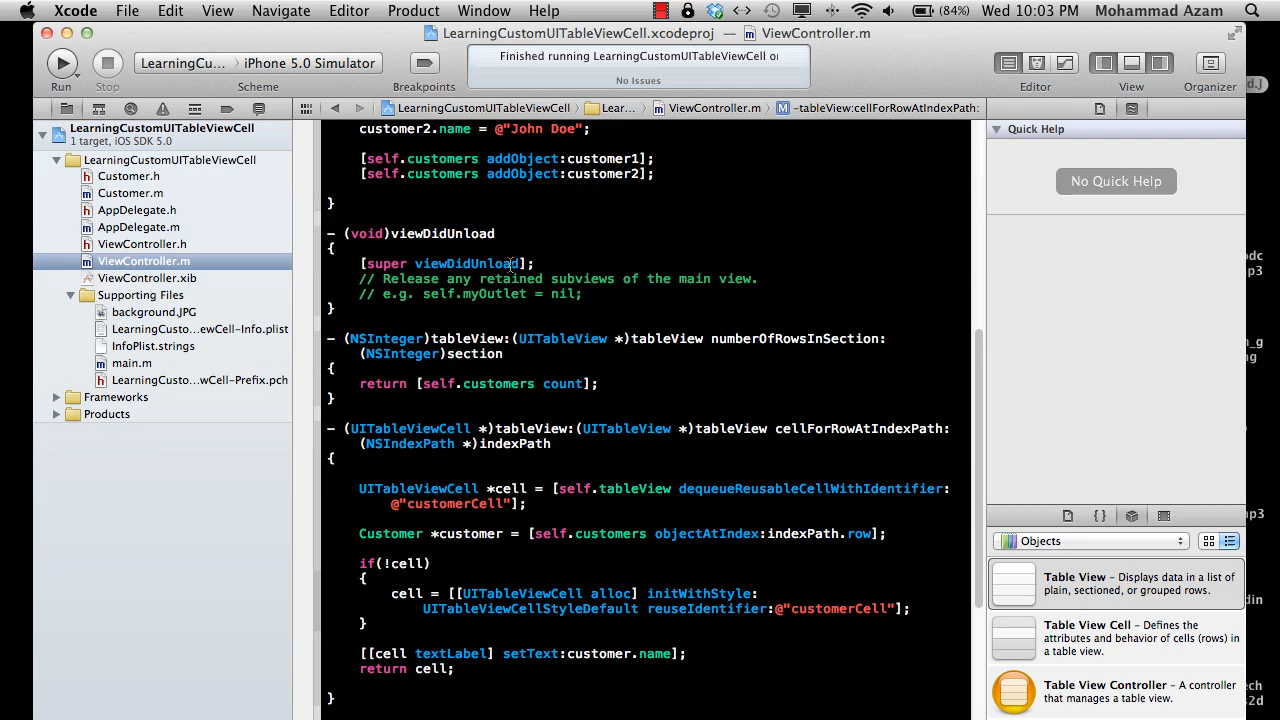 Xcode File Edit View Navigate Editor Product Window Help (84%) Wed 10:03 PM Mohammad Azam
LearningCustomUITableViewCell.xcodeproj — ViewController.m
Run Stop LearningCu... iPhone 5.0 Simulator
Scheme Breakpoints
Finished running LearningCustomUITableViewCell or
No Issues
Editor View Organizer
LearningCustomUITableViewCell Lear... ViewController.m M -tableView:cellForRowAtIndexPath:
LearningCustomUITableViewCell
1 target, iOS SDK 5.0
LearningCustomUITableViewCell
Customer.h
Customer.m
AppDelegate.h
AppDelegate.m
ViewController.h
ViewController.m
ViewController.xib
Supporting Files
background.JPG
LearningCusto...ewCell-Info.plist
InfoPlist.strings
main.m
LearningCusto...wCell-Prefix.pch
Frameworks
Products
customer2.name = @"John Doe";
[self.customers addObject:customer1];
[self.customers addObject:customer2];
}
- (void)viewDidUnload
{
[super viewDidUnload];
// Release any retained subviews of the main view.
// e.g. self.myOutlet = nil;
}
- (NSInteger)tableView:(UITableView *)tableView numberOfRowsInSection:
(NSInteger)section
{
return [self.customers count];
}
- (UITableViewCell *)tableView:(UITableView *)tableView cellForRowAtIndexPath:
(NSIndexPath *)indexPath
{
UITableViewCell *cell = [self.tableView dequeueReusableCellWithIdentifier:
@"customerCell"];
Customer *customer = [self.customers objectAtIndex:indexPath.row];
if(!cell)
{
cell = [[UITableViewCell alloc] initWithStyle:
UITableViewCellStyleDefault reuseIdentifier:@"customerCell"];
}
[[cell textLabel] setText:customer.name];
return cell;
}
Quick Help
No Quick Help
Objects
Table View - Displays data in a list of
plain, sectioned, or grouped rows.
Table View Cell - Defines the
attributes and behavior of cells (rows) in
a table view.
Table View Controller - A controller
that manages a table view.